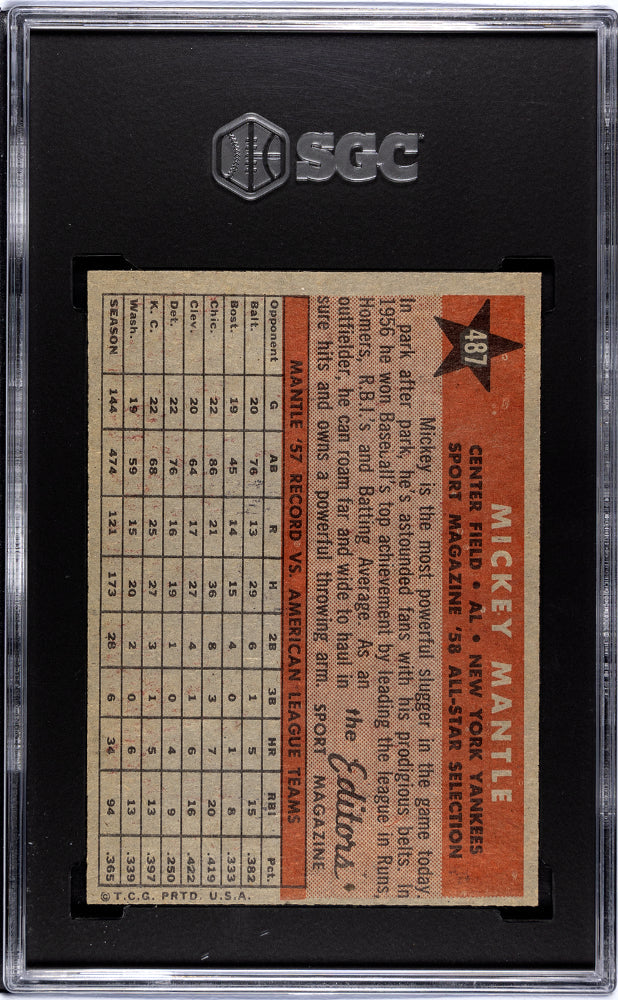 SGC
487
MICKEY MANTLE
CENTER FIELD • AL • NEW YORK YANKEES
SPORT MAGAZINE '58 ALL-STAR SELECTION
Mickey is the most powerful slugger in the game today.
In park after park, he's astounded fans with his prodigious belts. In
1956 he won Baseball's top achievement by leading the league in Runs,
Homers, R.B.I.'s and Batting Average. As an
outfielder, he can roam far and wide to haul in
sure hits and owns a powerful throwing arm.
the Editors •
SPORT MAGAZINE
MANTLE '57 RECORD VS. AMERICAN LEAGUE TEAMS
Opponent G AB R H 2B 3B HR RBI Pct.
Balt. 20 76 13 29 6 1 5 15 .382
Bost. 19 45 14 15 4 0 1 8 .333
Chic. 22 86 21 36 8 3 7 20 .419
Clev. 20 64 17 27 4 1 6 16 .422
Det. 22 76 16 19 1 0 4 9 .250
K. C. 22 68 25 27 3 1 5 13 .397
Wash. 19 59 15 20 2 0 6 13 .339
SEASON 144 474 121 173 28 6 34 94 .365
© T.C.G. PRTD. U.S.A.